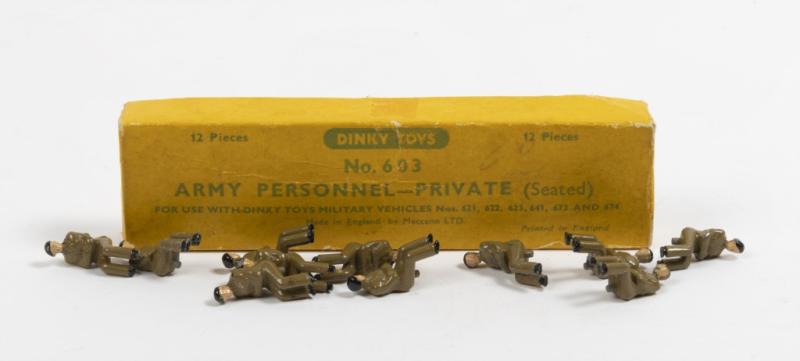 12 Pieces DINKY TOYS 12 Pieces
No. 603
ARMY PERSONNEL—PRIVATE (Seated)
FOR USE WITH DINKY TOYS MILITARY VEHICLES Nos. 621, 622, 623, 641, 673 AND 674
Made in England by Meccano LTD. Printed in England